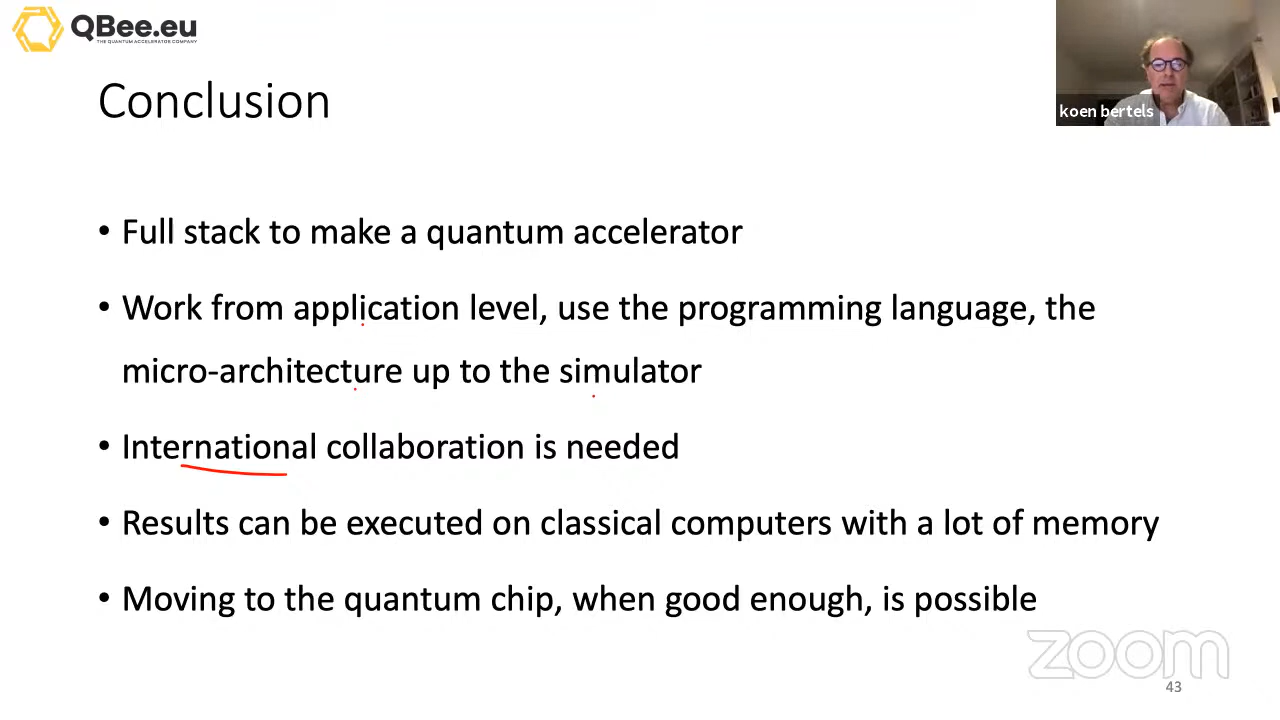 QBee.eu
THE QUANTUM ACCELERATOR COMPANY
koen bertels
Conclusion
• Full stack to make a quantum accelerator
• Work from application level, use the programming language, the
micro-architecture up to the simulator
• International collaboration is needed
• Results can be executed on classical computers with a lot of memory
• Moving to the quantum chip, when good enough, is possible
zoom
43